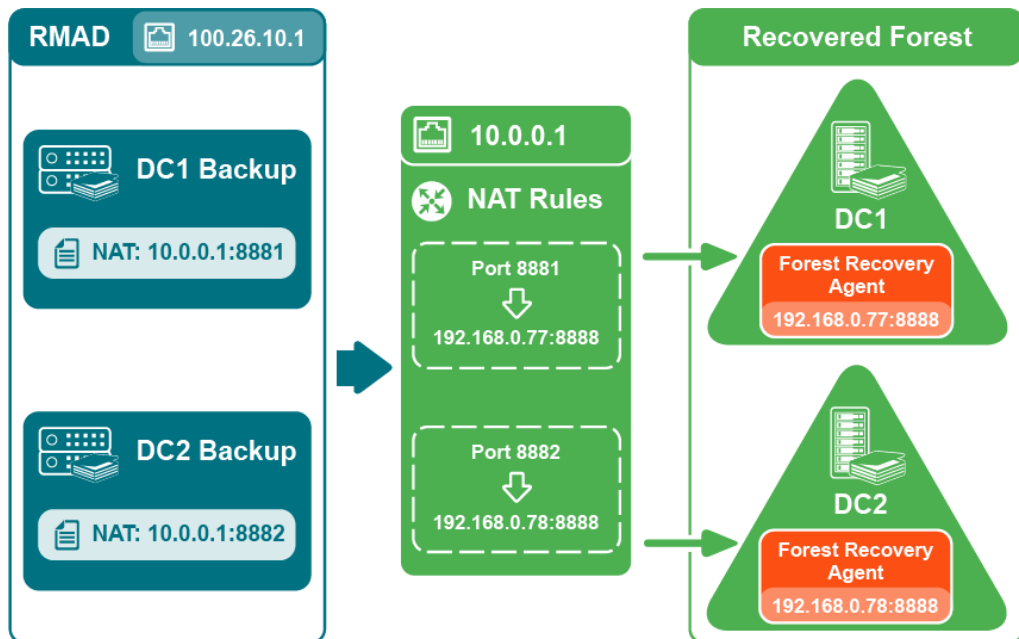 RMAD
100.26.10.1
DC1 Backup
NAT: 10.0.0.1:8881
DC2 Backup
NAT: 10.0.0.1:8882
10.0.0.1
NAT Rules
Port 8881
192.168.0.77:8888
Port 8882
192.168.0.78:8888
Recovered Forest
DC1
Forest Recovery
Agent
192.168.0.77:8888
DC2
Forest Recovery
Agent
192.168.0.78:8888